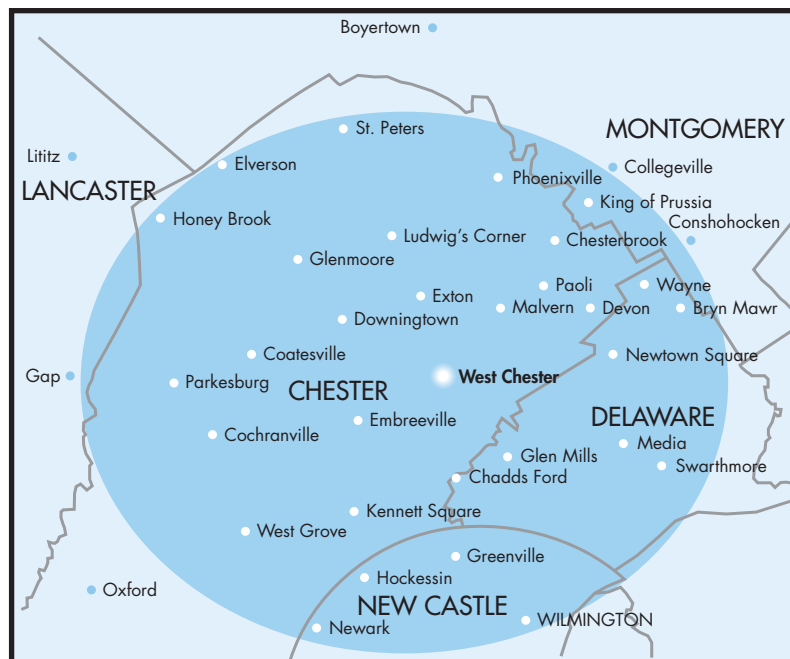 Boyertown
St. Peters
MONTGOMERY
Lititz
Elverson
Collegeville
LANCASTER
Phoenixville
King of Prussia
Honey Brook
Conshohocken
Ludwig's Corner
Chesterbrook
Glenmoore
Paoli
Wayne
Exton
Malvern
Devon
Bryn Mawr
Downingtown
Coatesville
Newtown Square
Gap
Parkesburg
CHESTER
West Chester
Embreeville
DELAWARE
Cochranville
Media
Glen Mills
Swarthmore
Chadds Ford
Kennett Square
West Grove
Greenville
Hockessin
Oxford
NEW CASTLE
WILMINGTON
Newark